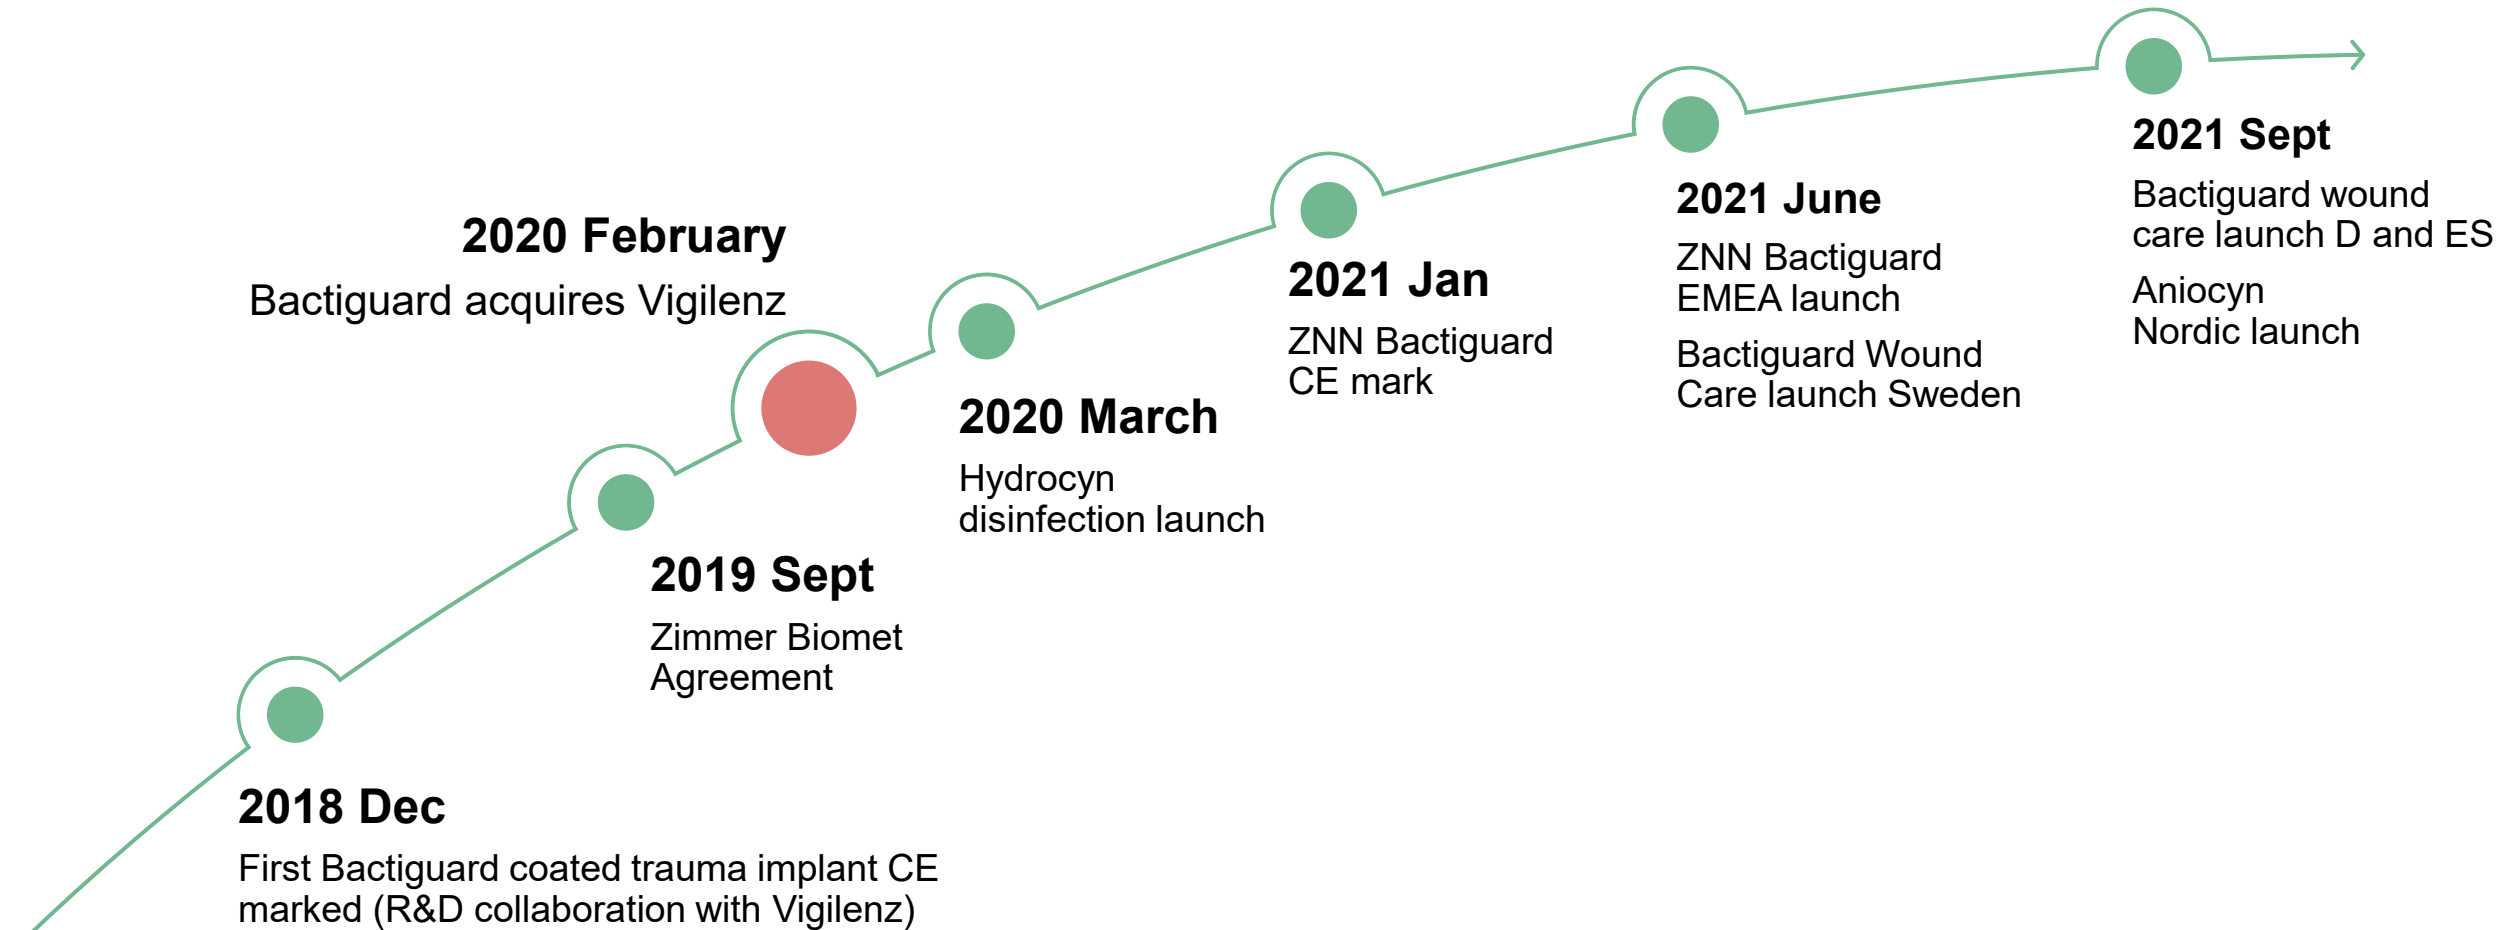 2018 Dec
First Bactiguard coated trauma implant CE
marked (R&D collaboration with Vigilenz)
2019 Sept
Zimmer Biomet
Agreement
2020 February
Bactiguard acquires Vigilenz
2020 March
Hydrocyn
disinfection launch
2021 Jan
ZNN Bactiguard
CE mark
2021 June
ZNN Bactiguard
EMEA launch
Bactiguard Wound
Care launch Sweden
2021 Sept
Bactiguard wound
care launch D and ES
Aniocyn
Nordic launch